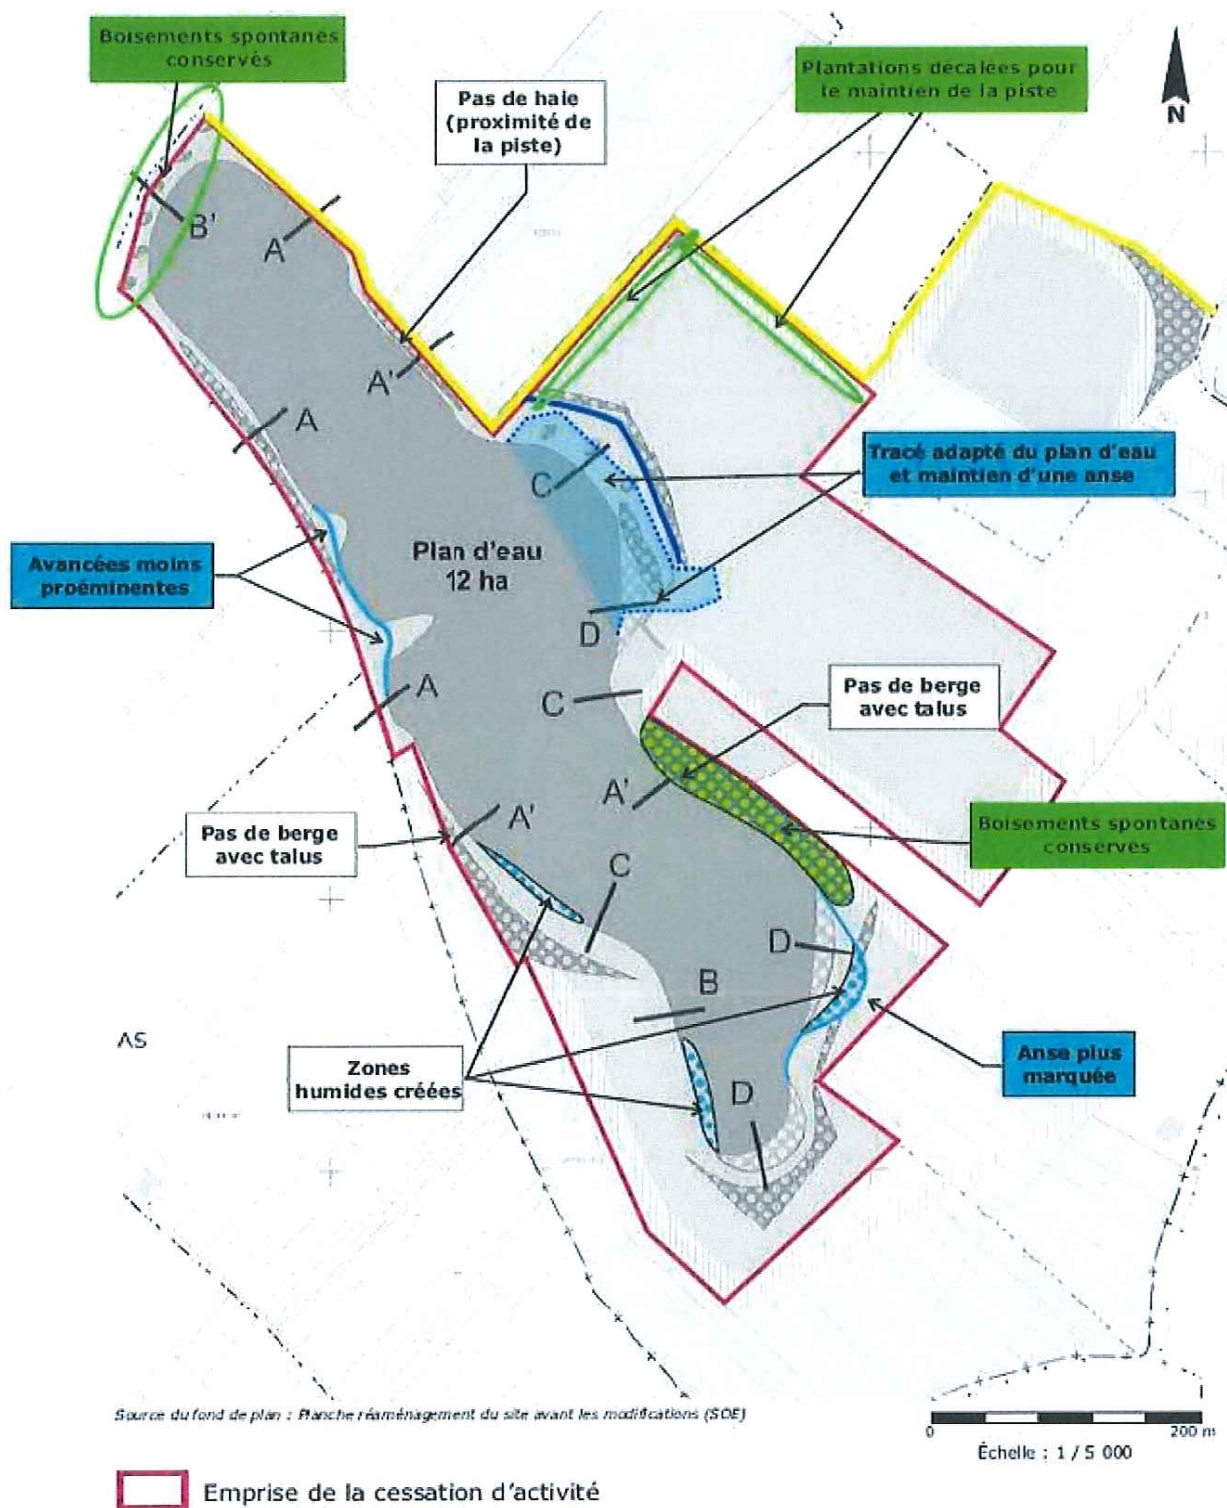 Boisements spontanés
conservés
Plantations décalées pour
le maintien de la piste
N
Pas de haie
(proximité de
la piste)
B'
A
A'
A
C
Tracé adapté du plan d'eau
et maintien d'une anse
Plan d'eau
12 ha
Avancées moins
proéminentes
D
A
C
Pas de berge
avec talus
A'
A'
Pas de berge
avec talus
Boisements spontanés
conservés
C
D
B
AS
Zones
humides créées
D
Anse plus
marquée
Source du fond de plan : Planche réaménagement du site avant les modifications (SOE)
0
200 m
Échelle : 1 / 5 000
Emprise de la cessation d'activité